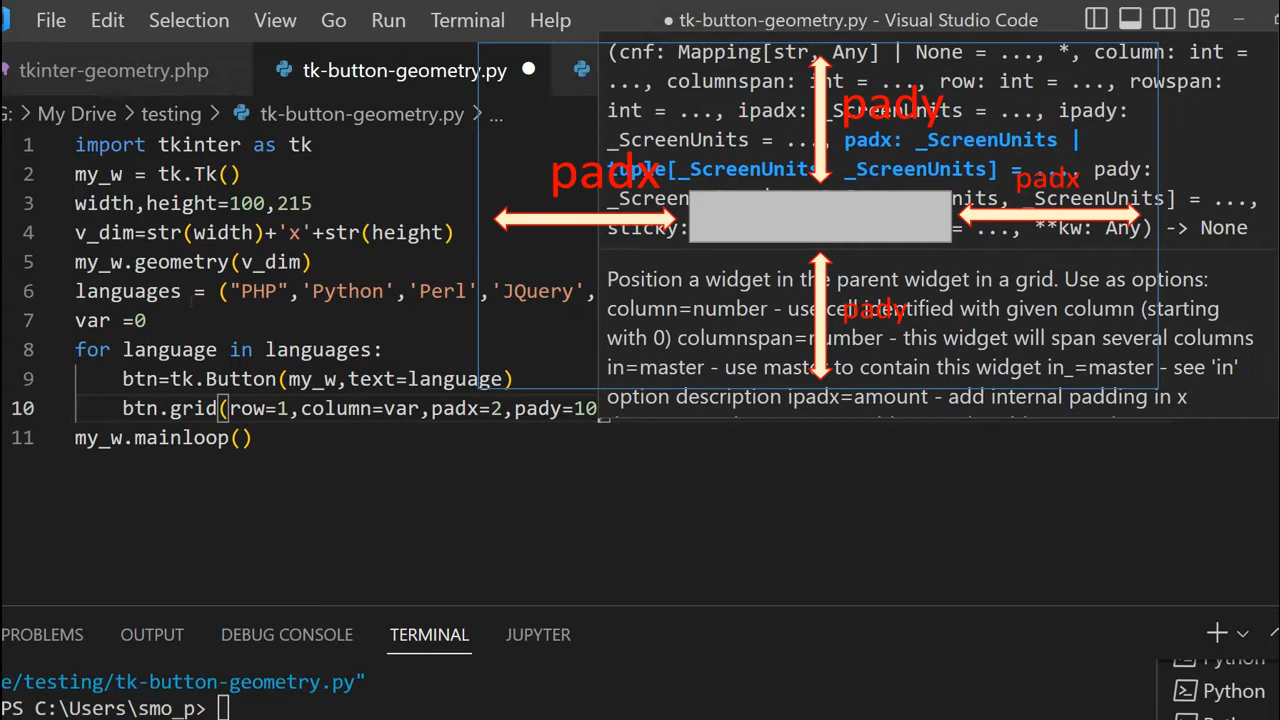 File Edit Selection View Go Run Terminal Help
● tk-button-geometry.py - Visual Studio Code
tkinter-geometry.php
tk-button-geometry.py
G: > My Drive > testing > tk-button-geometry.py > ...
1 import tkinter as tk
2 my_w = tk.Tk()
3 width,height=100,215
4 v_dim=str(width)+'x'+str(height)
5 my_w.geometry(v_dim)
6 languages = ("PHP",'Python','Perl','JQuery',
7 var =0
8 for language in languages:
9 btn=tk.Button(my_w,text=language)
10 btn.grid(row=1,column=var,padx=2,pady=10
11 my_w.mainloop()
(cnf: Mapping[str, Any] | None = ..., *, column: int =
..., columnspan: int = ..., row: int = ..., rowspan:
int = ..., ipadx: _ScreenUnits = ..., ipady:
_ScreenUnits = ..., padx: _ScreenUnits |
tuple[_ScreenUnits, _ScreenUnits] = ..., pady:
nits, _ScreenUnits] = ...,
sticky: = ..., **kw: Any) -> None
Position a widget in the parent widget in a grid. Use as options:
column=number - use cell identified with given column (starting
with 0) columnspan=number - this widget will span several columns
in=master - use master to contain this widget in_=master - see 'in'
option description ipadx=amount - add internal padding in x
pady
padx
padx
pady
PROBLEMS OUTPUT DEBUG CONSOLE TERMINAL JUPYTER
e/testing/tk-button-geometry.py"
PS C:\Users\smo_p>
Python
Python